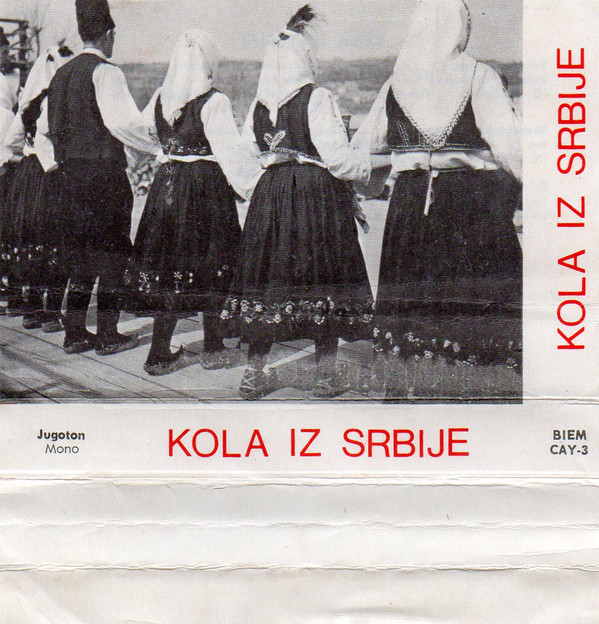 KOLA IZ SRBIJE
Jugoton
Mono
KOLA IZ SRBIJE
BIEM
CAY-3